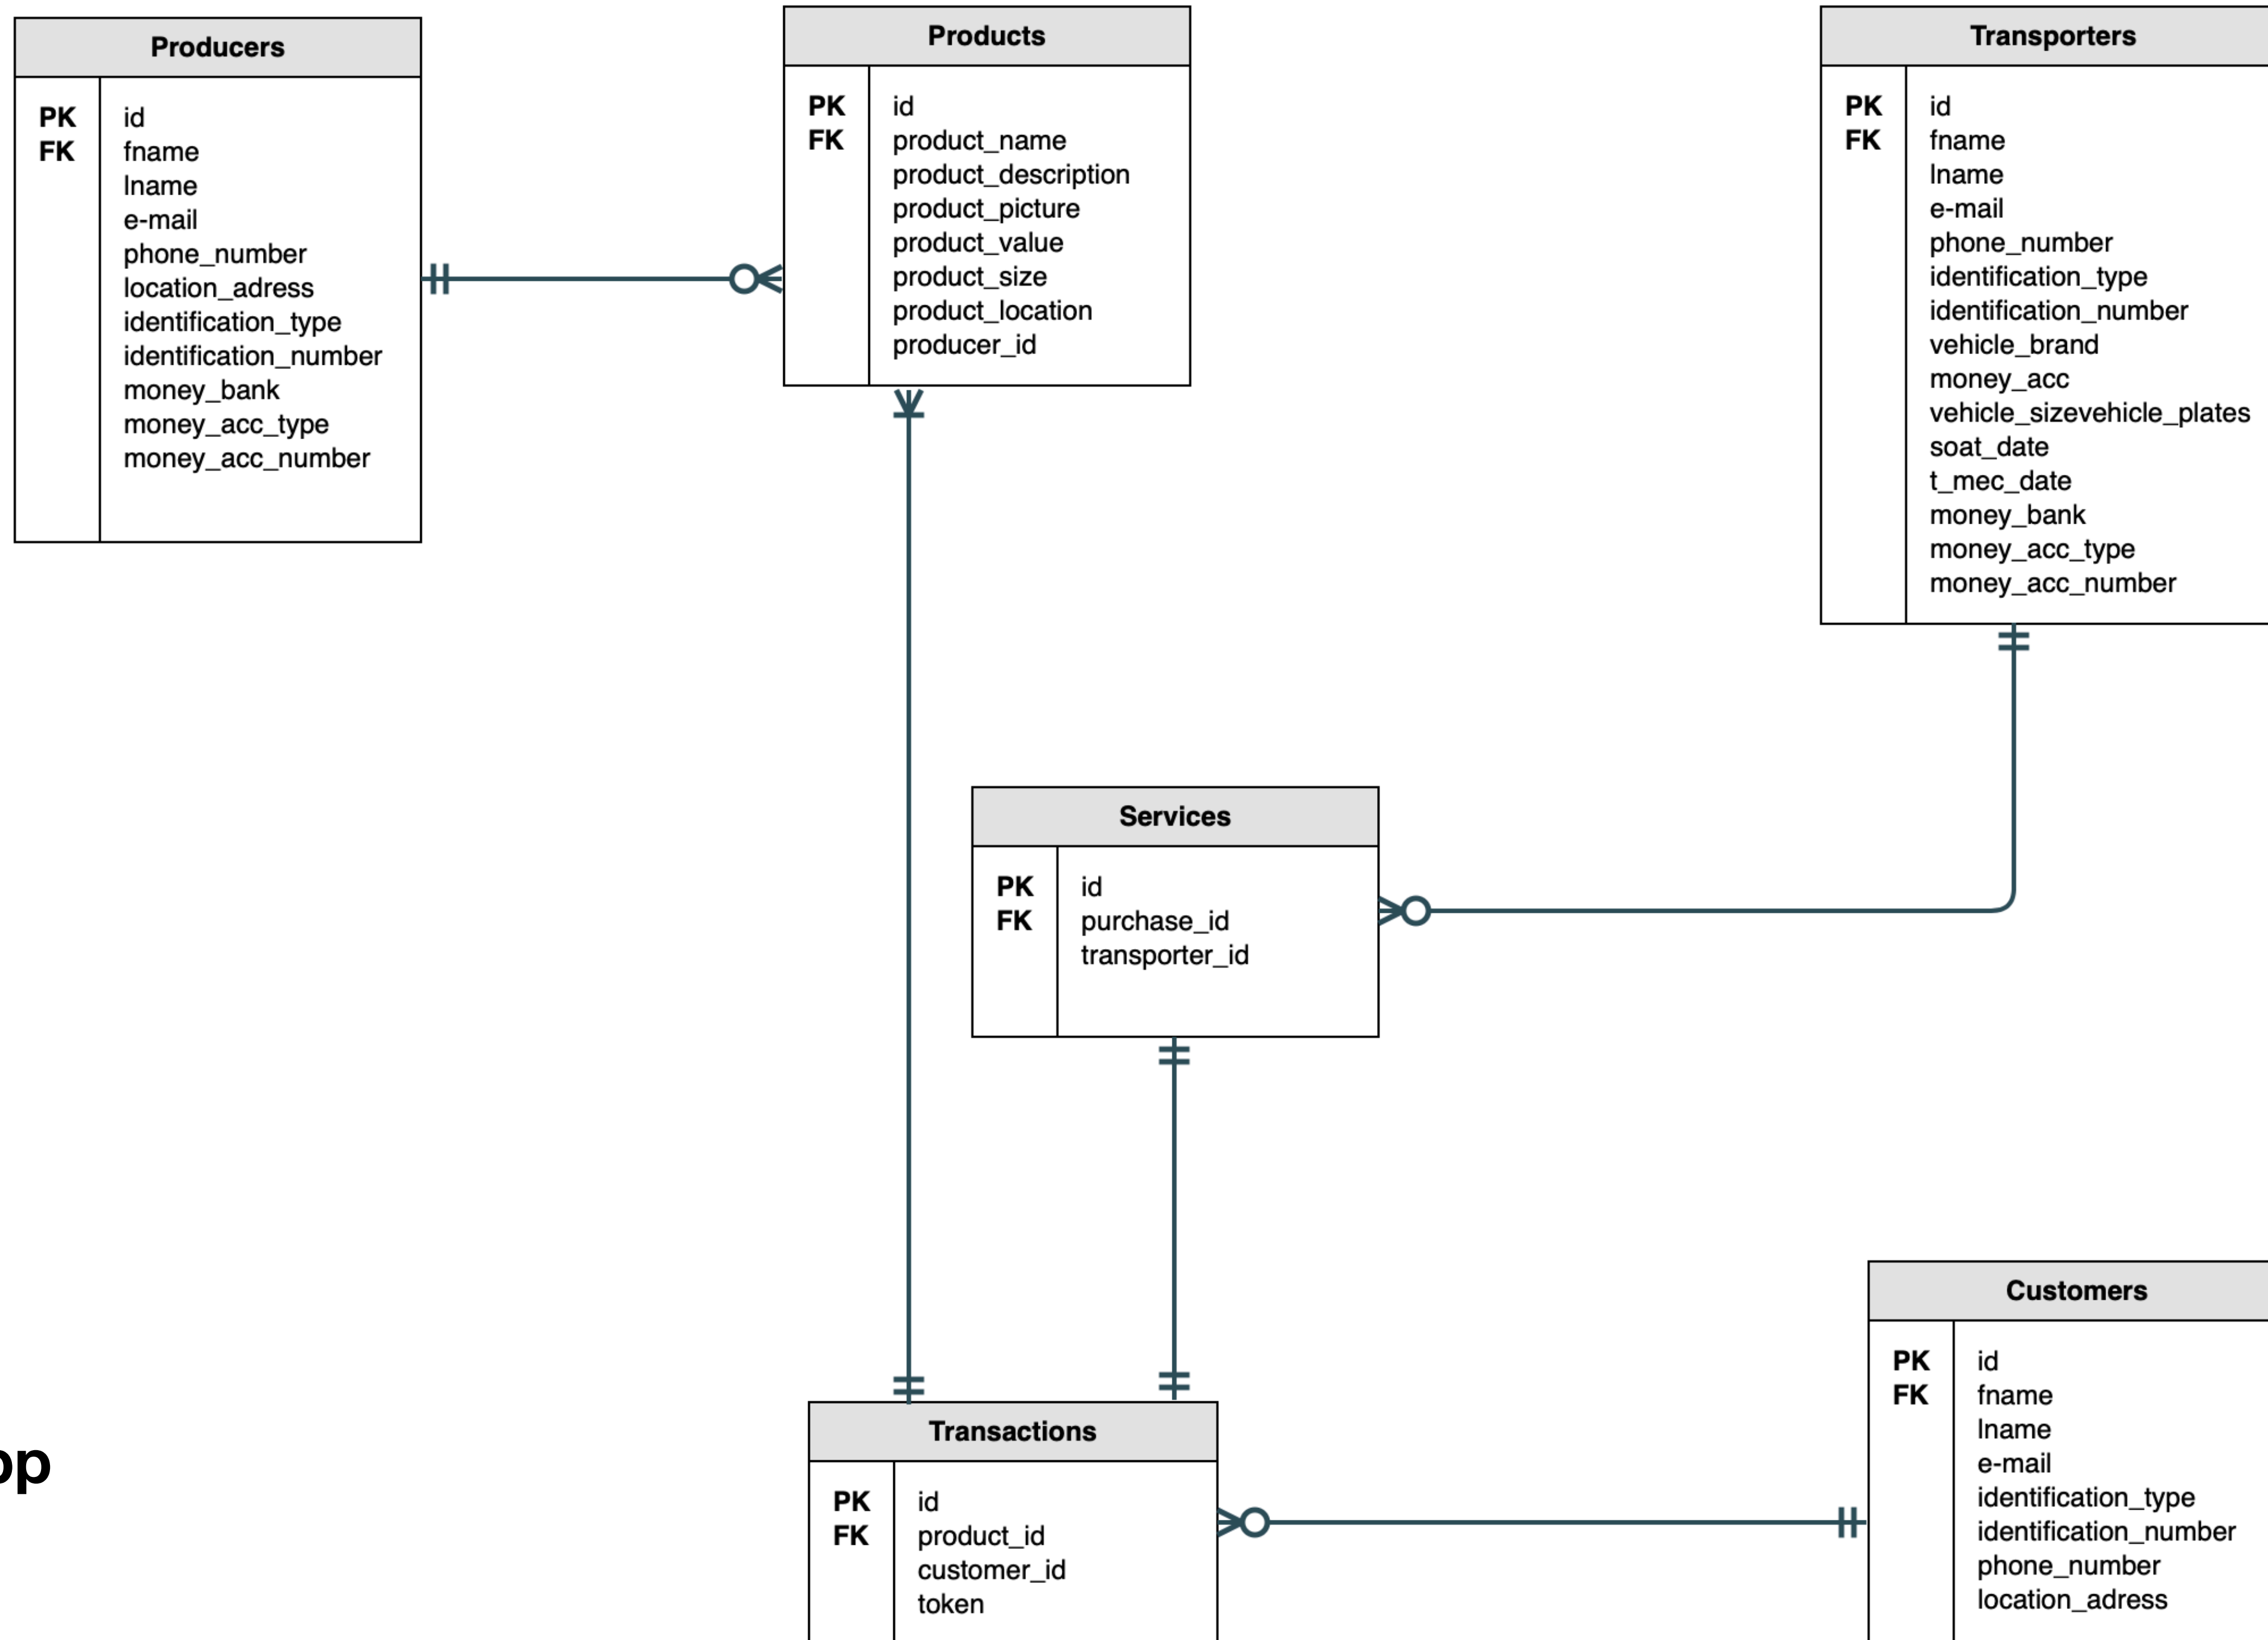 Producers
PK id
FK fname
lname
e-mail
phone_number
location_adress
identification_type
identification_number
money_bank
money_acc_type
money_acc_number
Products
PK id
FK product_name
product_description
product_picture
product_value
product_size
product_location
producer_id
Transporters
PK id
FK fname
lname
e-mail
phone_number
identification_type
identification_number
vehicle_brand
money_acc
vehicle_sizevehicle_plates
soat_date
t_mec_date
money_bank
money_acc_type
money_acc_number
Services
PK id
FK purchase_id
transporter_id
Transactions
PK id
FK product_id
customer_id
token
Customers
PK id
FK fname
lname
e-mail
identification_type
identification_number
phone_number
location_adress